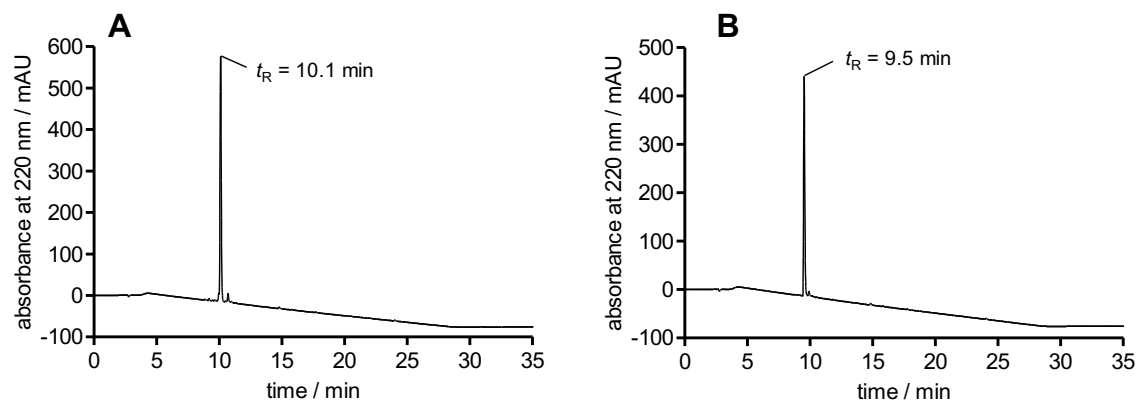 A
600
500
400
300
200
100
0
-100
absorbance at 220 nm / mAU
tR = 10.1 min
0 5 10 15 20 25 30 35
time / min
B
500
400
300
200
100
0
-100
absorbance at 220 nm / mAU
tR = 9.5 min
0 5 10 15 20 25 30 35
time / min